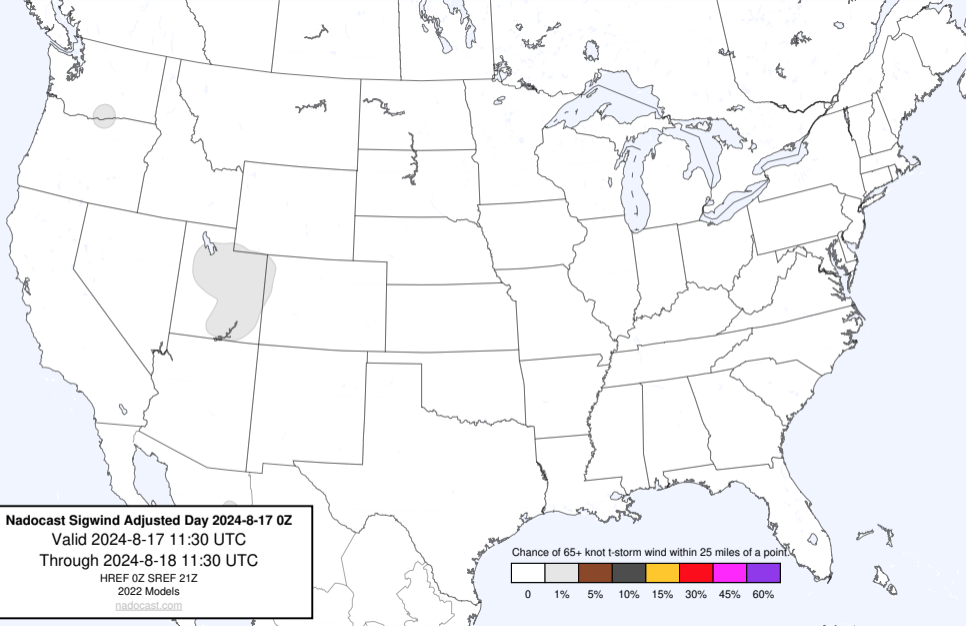 Nadocast Sigwind Adjusted Day 2024-8-17 0Z
Valid 2024-8-17 11:30 UTC
Through 2024-8-18 11:30 UTC
HREF 0Z SREF 21Z
2022 Models
nadocast.com
Chance of 65+ knot t-storm wind within 25 miles of a point.
0 1% 5% 10% 15% 30% 45% 60%